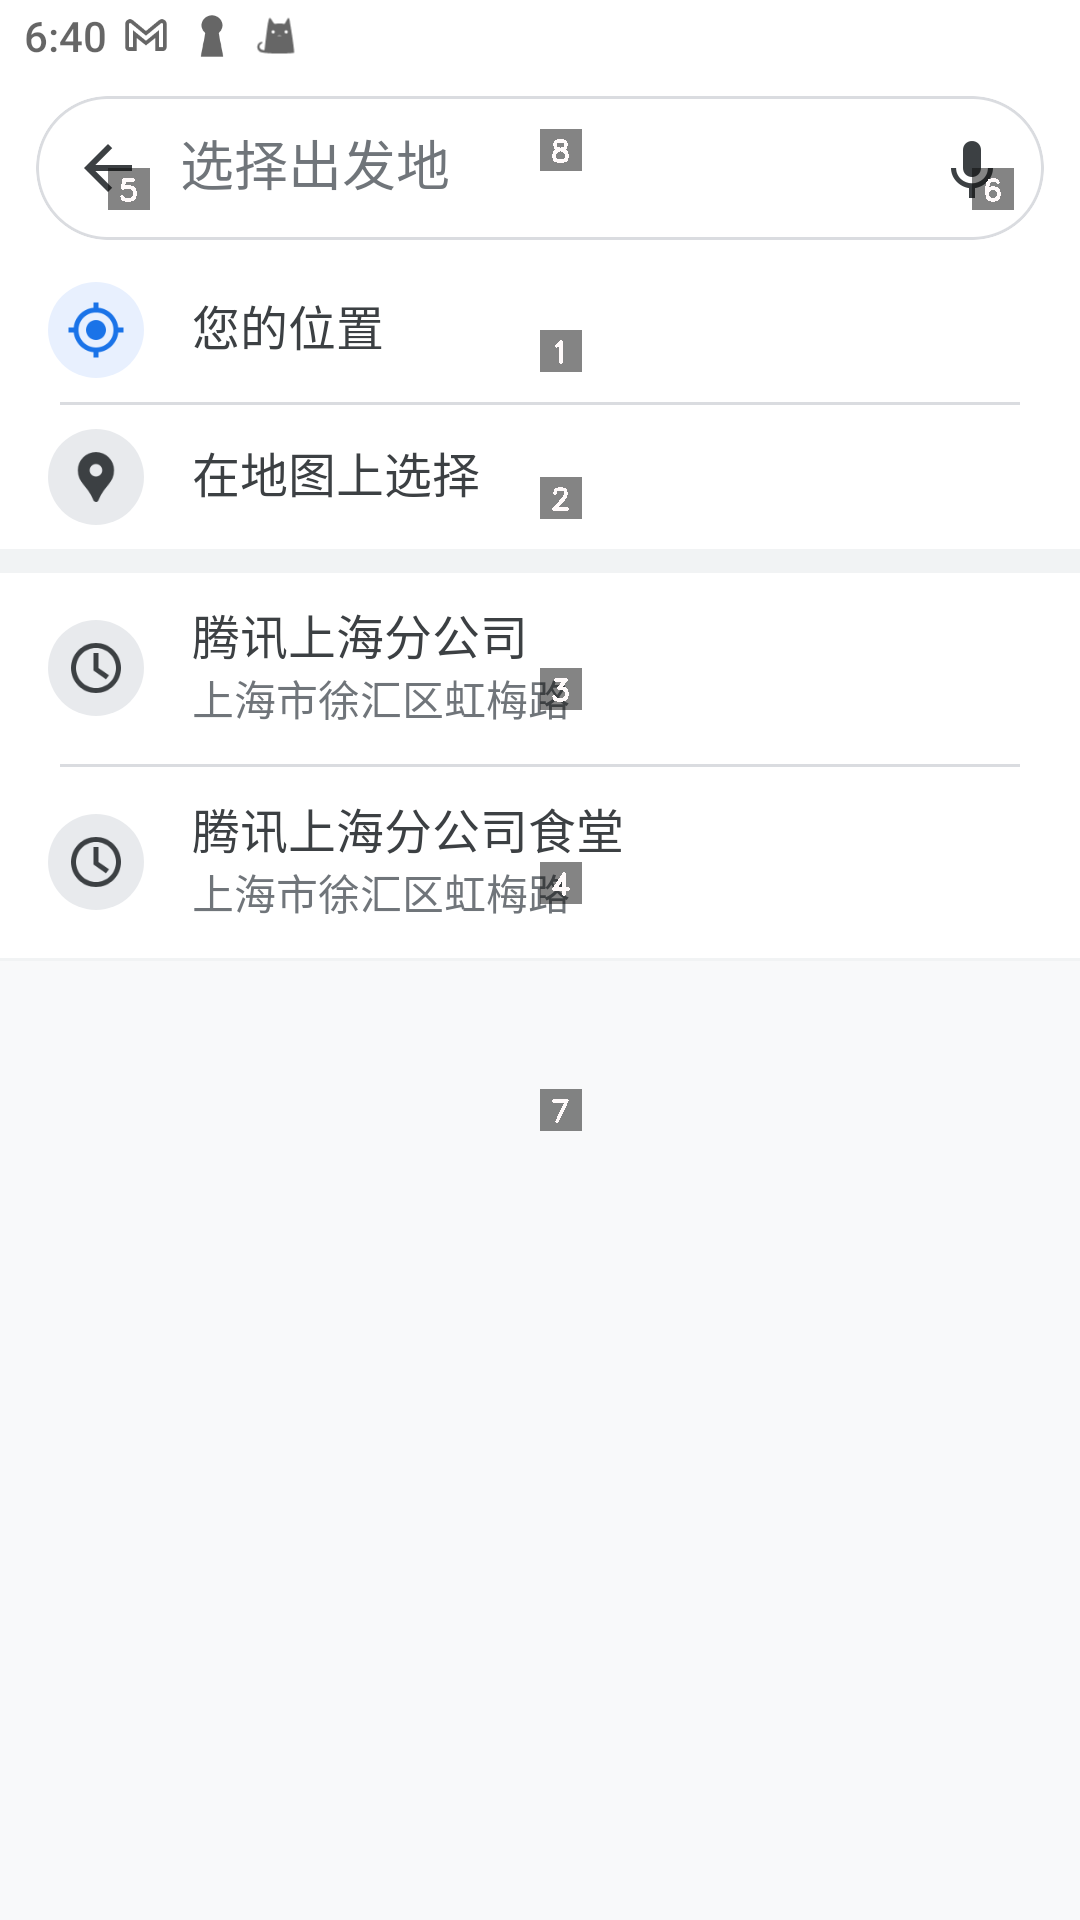 6:40
选择出发地
8
5
6
您的位置
1
在地图上选择
2
腾讯上海分公司
上海市徐汇区虹梅路
3
腾讯上海分公司食堂
上海市徐汇区虹梅路
4
7